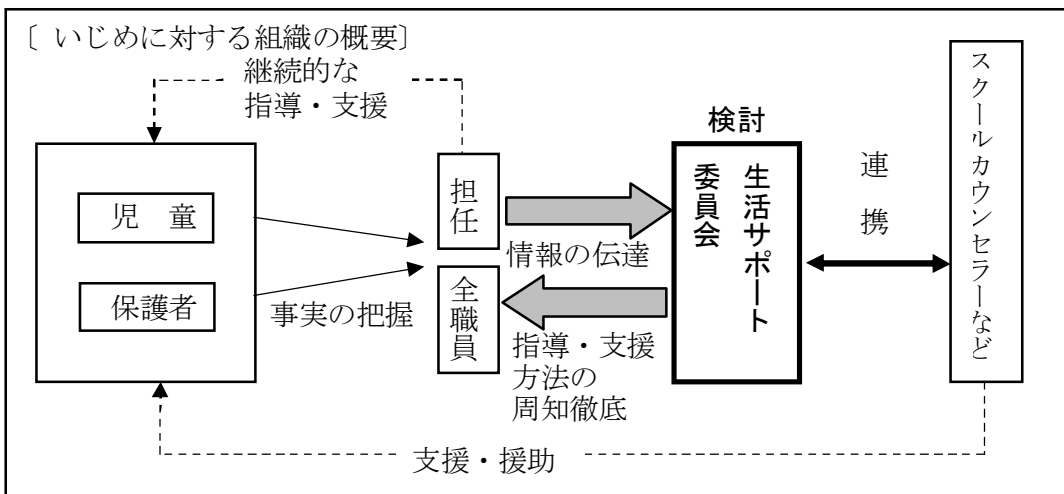 〔 いじめに対する組織の概要〕
継続的な
指導・支援
児　童
保護者
事実の把握
担任
全職員
情報の伝達
指導・支援
方法の
周知徹底
検討
生活サポート
委員会
連携
スクールカウンセラーなど
支援・援助